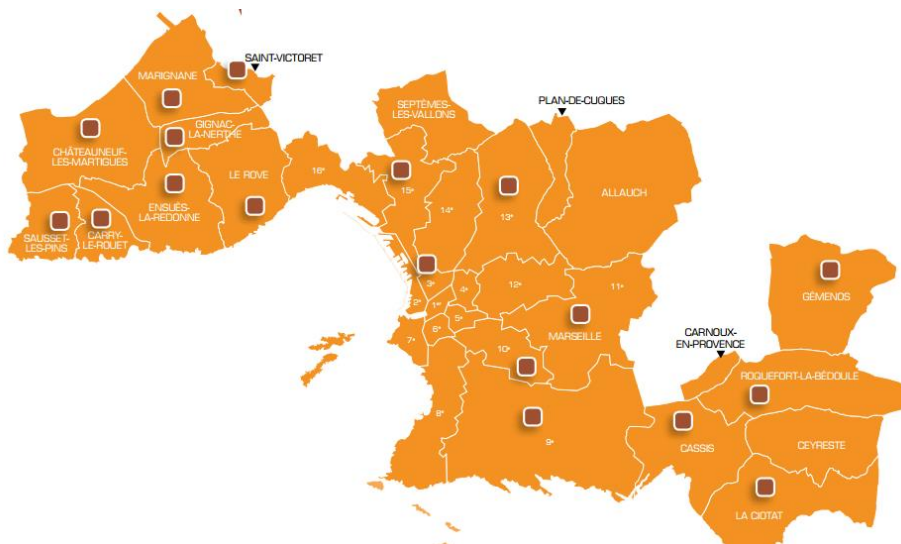 SAINT-VICTORET
MARIGNANE
PLAN-DE-CUQUES
SEPTÈMES-
LES-VALLONS
GIGNAC-
LA-NERTHE
CHÂTEAUNEUF-
LES-MARTIGUES
LE ROVE
16e
15e
ALLAUCH
ENSUÈS-
LA-REDONNE
14e
13e
SAUSSET-
LES-PINS
CARRY-
LE-ROUET
3e
4e
12e
11e
GÉMENOS
2e
1er
5e
6e
7e
MARSEILLE
CARNOUX-
EN-PROVENCE
10e
ROQUEFORT-LA-BÉDOULE
8e
9e
CASSIS
CEYRESTE
LA CIOTAT